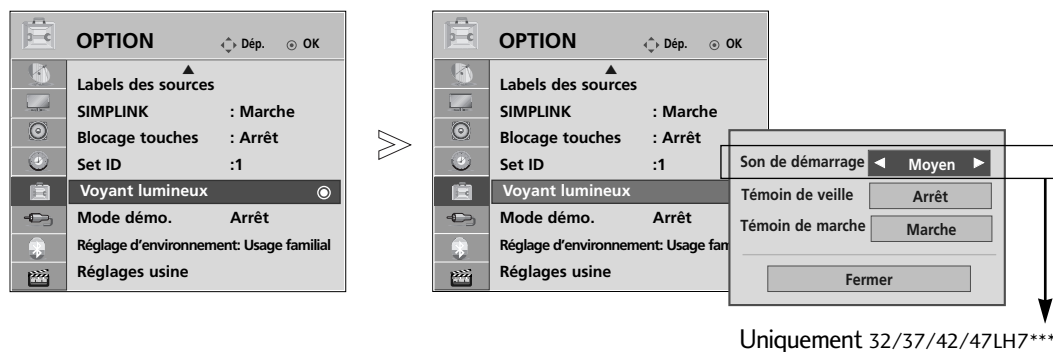 OPTION Dép. OK
Labels des sources
SIMPLINK : Marche
Blocage touches : Arrêt
Set ID :1
Voyant lumineux
Mode démo. Arrêt
Réglage d’environnement: Usage familial
Réglages usine
OPTION Dép. OK
Labels des sources
SIMPLINK : Marche
Blocage touches : Arrêt
Set ID :1
Voyant lumineux
Mode démo. Arrêt
Réglage d’environnement: Usage fam
Réglages usine
Son de démarrage ◄ Moyen ►
Témoin de veille Arrêt
Témoin de marche Marche
Fermer
Uniquement 32/37/42/47LH7***